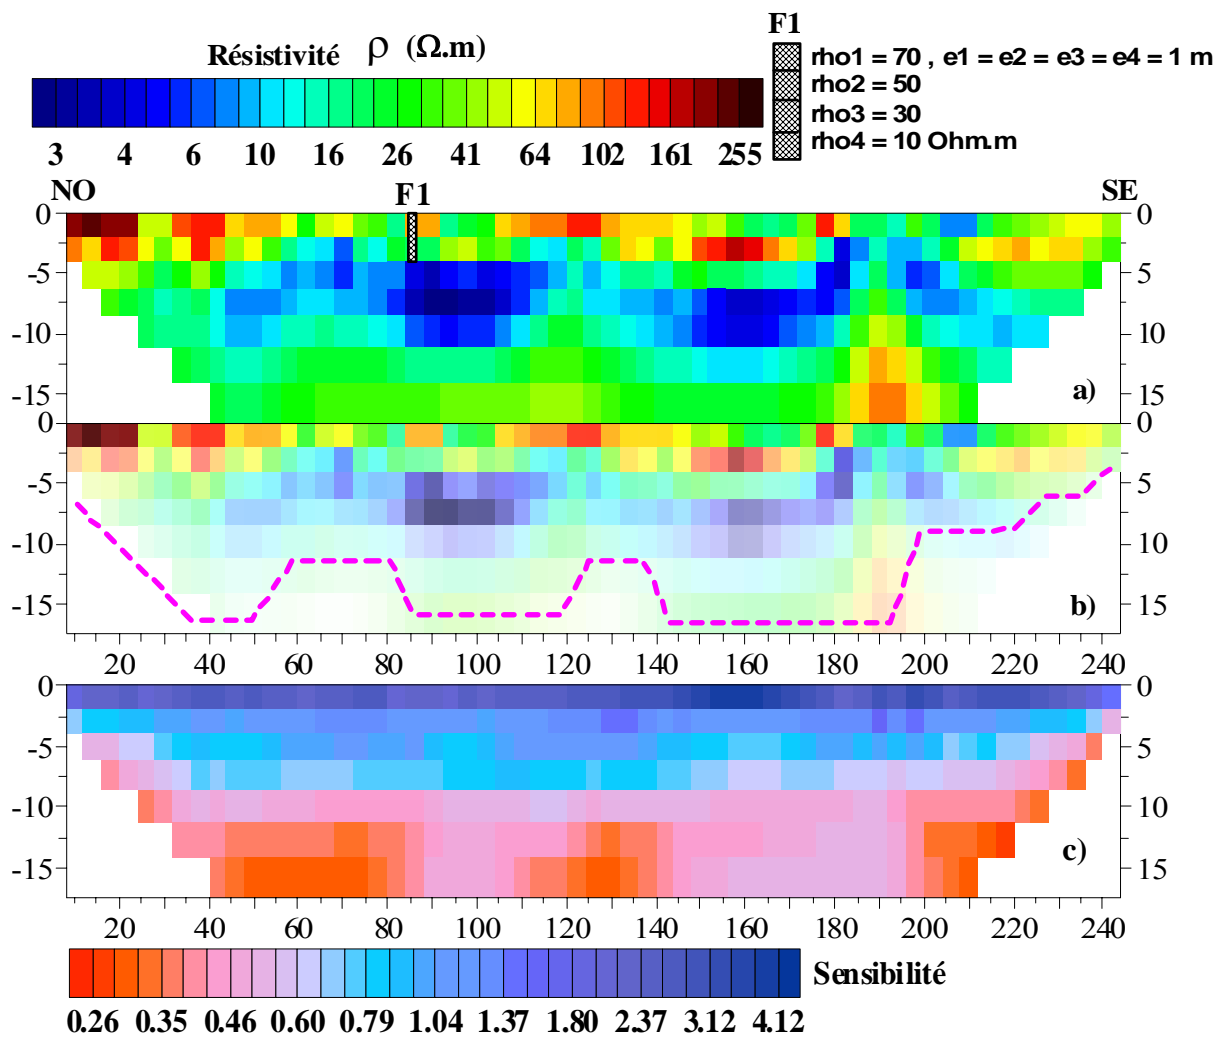 F1
Résistivité ρ (Ω.m)
rho1 = 70 , e1 = e2 = e3 = e4 = 1 m
rho2 = 50
rho3 = 30
rho4 = 10 Ohm.m
3 4 6 10 16 26 41 64 102 161 255
NO F1 SE
0 0
-5 5
-10 10
-15 15
a)
0 0
-5 5
-10 10
-15 15
b)
20 40 60 80 100 120 140 160 180 200 220 240
0 0
-5 5
-10 10
c)
-15 15
20 40 60 80 100 120 140 160 180 200 220 240
Sensibilité
0.26 0.35 0.46 0.60 0.79 1.04 1.37 1.80 2.37 3.12 4.12